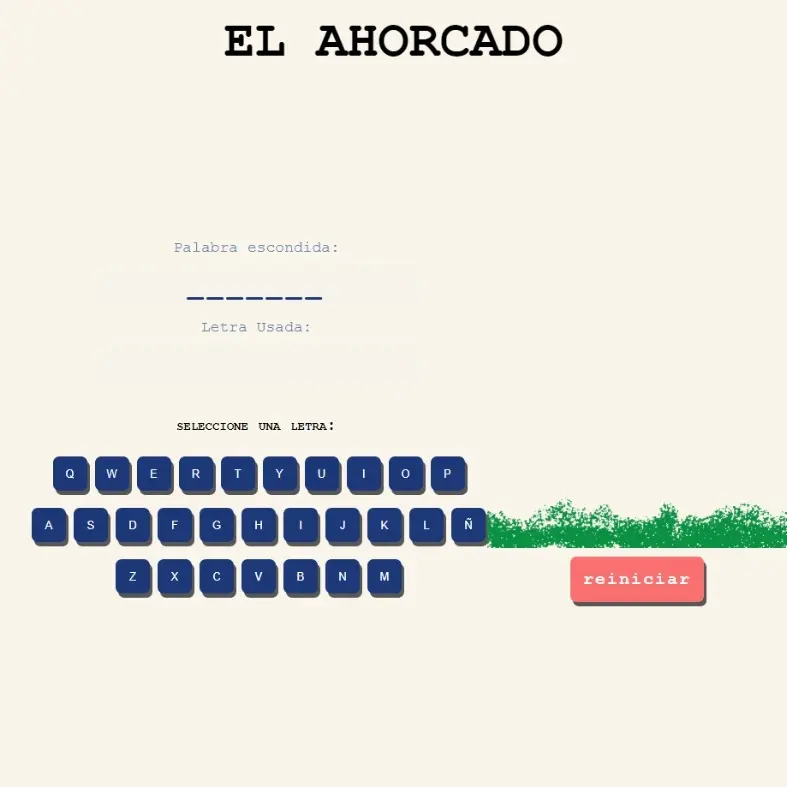 EL AHORCADO
Palabra escondida:
_______
Letra Usada:
SELECCIONE UNA LETRA:
Q W E R T Y U I O P
A S D F G H I J K L Ñ
Z X C V B N M
reiniciar